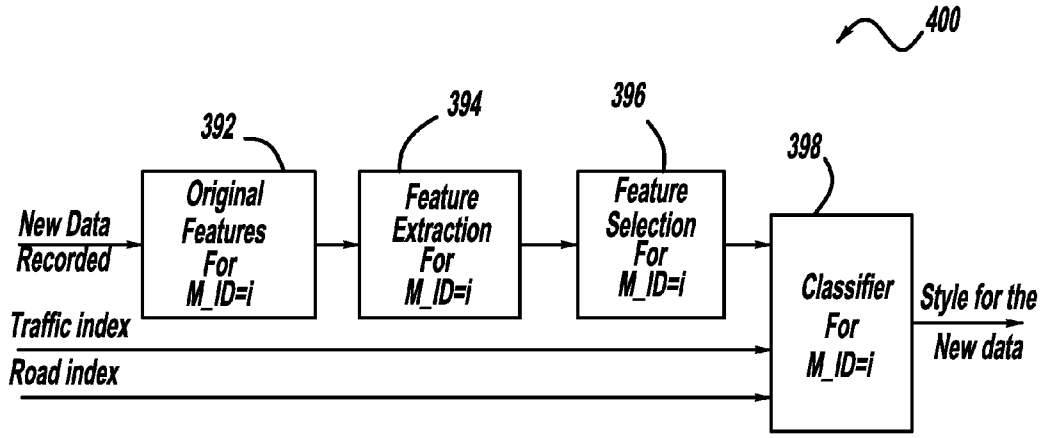 400
392
394
396
398
New Data
Recorded
Original
Features
For
M_ID=i
Feature
Extraction
For
M_ID=i
Feature
Selection
For
M_ID=i
Classifier
For
M_ID=i
Style for the
New data
Traffic index
Road index